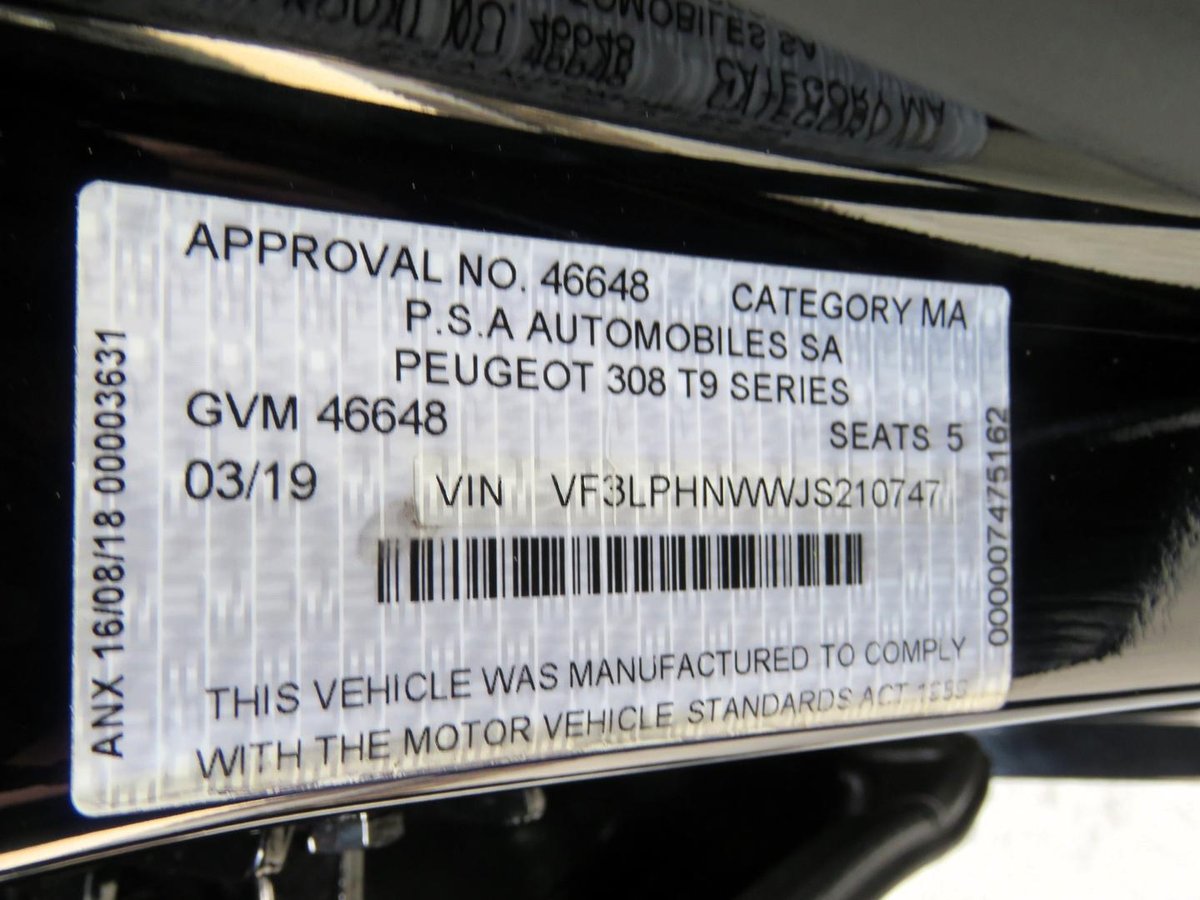 APPROVAL NO. 46648 CATEGORY MA
P.S.A AUTOMOBILES SA
PEUGEOT 308 T9 SERIES
GVM 46648 SEATS 5
03/19 VIN VF3LPHNWWJS210747
THIS VEHICLE WAS MANUFACTURED TO COMPLY
WITH THE MOTOR VEHICLE STANDARDS ACT
ANX 16/08/18 00003631
0000007475162